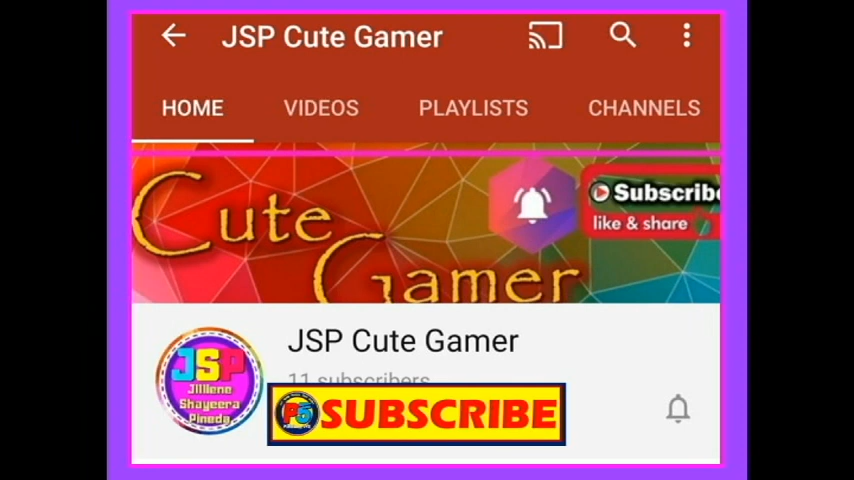 JSP Cute Gamer
HOME VIDEOS PLAYLISTS CHANNELS
Cute
Gamer
Subscribe
like & share
JSP Cute Gamer
11 subscribers
JSP
Jilliene
Shayeera
Pineda
SUBSCRIBE